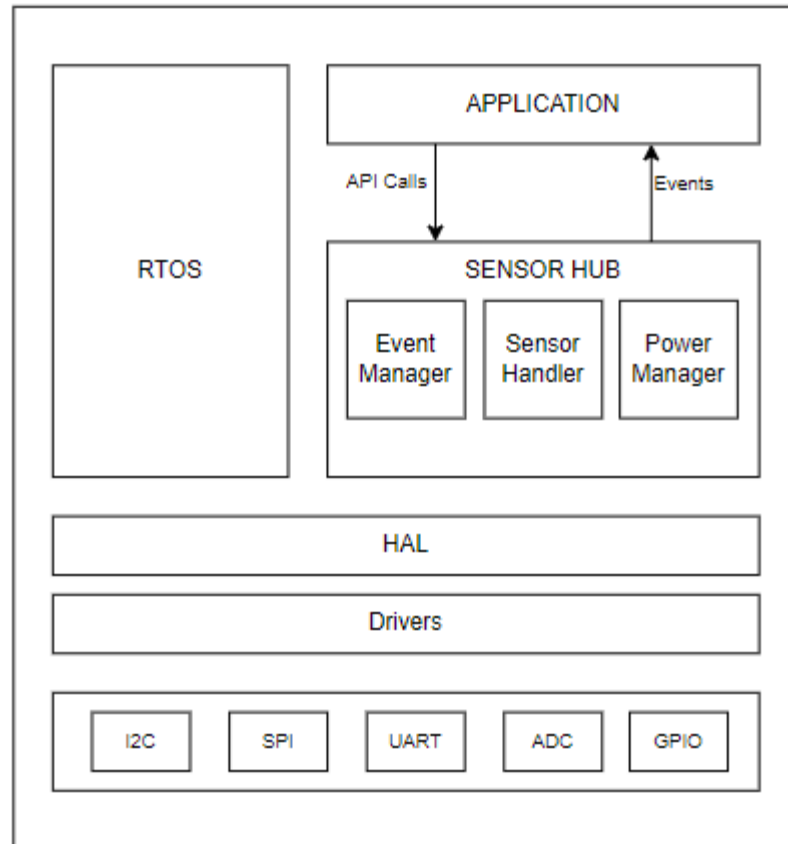 APPLICATION
API Calls
Events
RTOS
SENSOR HUB
Event
Manager
Sensor
Handler
Power
Manager
HAL
Drivers
I2C
SPI
UART
ADC
GPIO